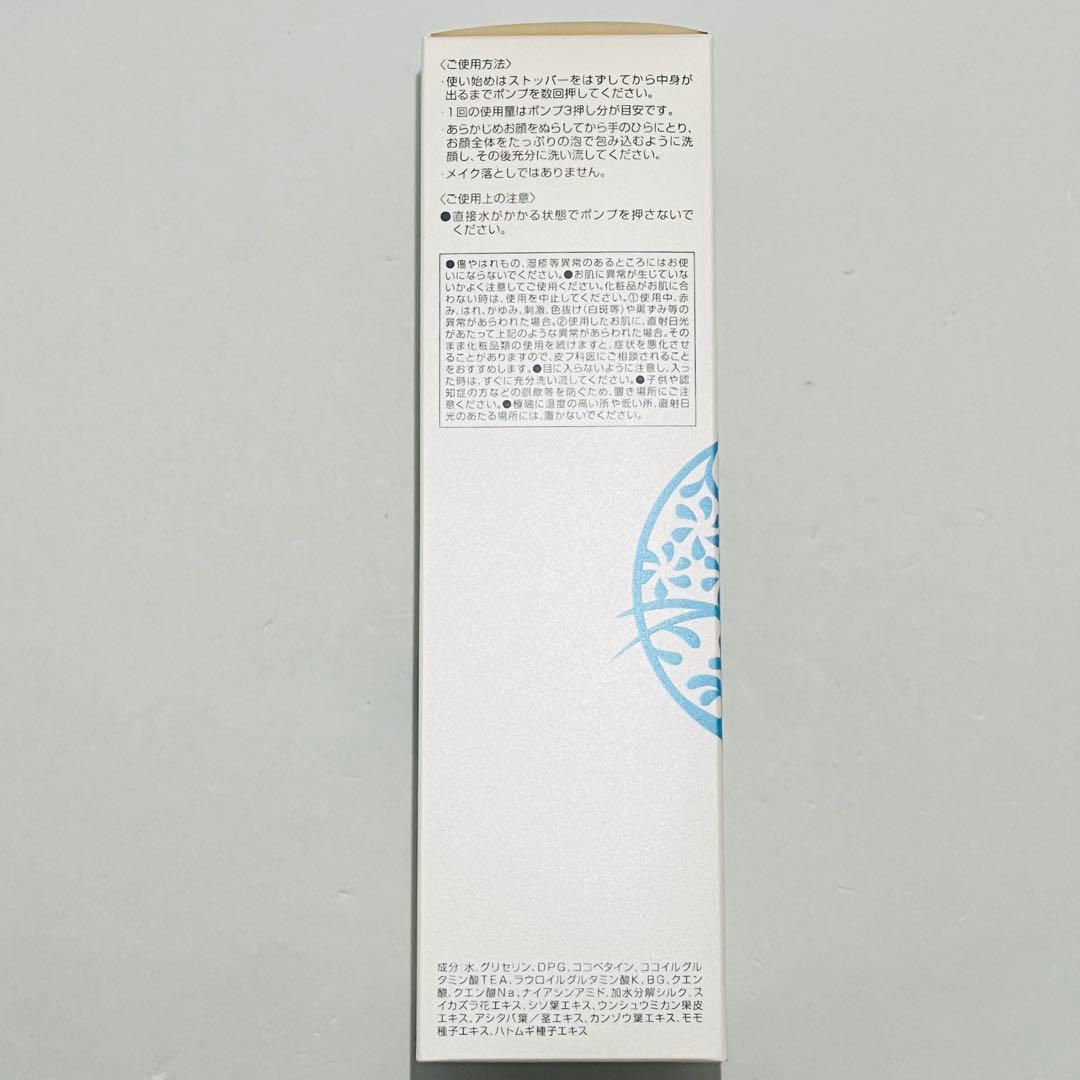 〈ご使用方法〉
・使い始めはストッパーをはずしてから中身が
出るまでポンプを数回押してください。
・1回の使用量はポンプ3押し分が目安です。
・あらかじめお顔をぬらしてから手のひらにとり、
お顔全体をたっぷりの泡で包み込むように洗
顔し、その後充分に洗い流してください。
・メイク落としではありません。
〈ご使用上の注意〉
●直接水がかかる状態でポンプを押さないで
ください。
●傷やはれもの、湿疹等異常のあるところにはお使
いにならないでください。●お肌に異常が生じていな
いかよく注意してご使用ください。化粧品がお肌に合
わない時は、使用を中止してください。①使用中、赤
み、はれ、かゆみ、刺激、色抜け(白斑等)や黒ずみ等の
異常があらわれた場合。②使用したお肌に、直射日光
があたって上記のような異常があらわれた場合。その
まま化粧品類の使用を続けますと、症状を悪化させ
ることがありますので、皮フ科医にご相談されること
をおすすめします。●目に入らないように注意し、入っ
た時は、すぐに充分洗い流してください。●子供や認
知症の方などの誤飲等を防ぐため、置き場所にご注
意ください。●極端に温度の高い所や低い所、直射日
光のあたる場所には、置かないでください。
成分:水、グリセリン、DPG、ココベタイン、ココイルグル
タミン酸TEA、ラウロイルグルタミン酸K、BG、クエン
酸、クエン酸Na、ナイアシンアミド、加水分解シルク、ス
イカズラ花エキス、シソ葉エキス、ウンシュウミカン果皮
エキス、アシタバ葉/茎エキス、カンゾウ葉エキス、モモ
種子エキス、ハトムギ種子エキス